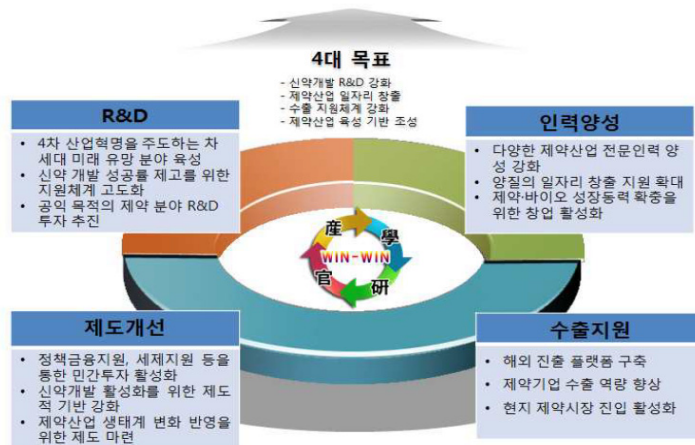 4대 목표
- 신약개발 R&D 강화
- 제약산업 일자리 창출
- 수출 지원체계 강화
- 제약산업 육성 기반 조성
R&D
• 4차 산업혁명을 주도하는 차
세대 미래 유망 분야 육성
• 신약 개발 성공률 제고를 위한
지원체계 고도화
• 공익 목적의 제약 분야 R&D
투자 추진
인력양성
• 다양한 제약산업 전문인력 양
성 강화
• 양질의 일자리 창출 지원 확대
• 제약·바이오 성장동력 확충을
위한 창업 활성화
産
學
WIN-WIN
官
硏
제도개선
• 정책금융지원, 세제지원 등을
통한 민간투자 활성화
• 신약개발 활성화를 위한 제도
적 기반 강화
• 제약산업 생태계 변화 반영을
위한 제도 마련
수출지원
• 해외 진출 플랫폼 구축
• 제약기업 수출 역량 향상
• 현지 제약시장 진입 활성화